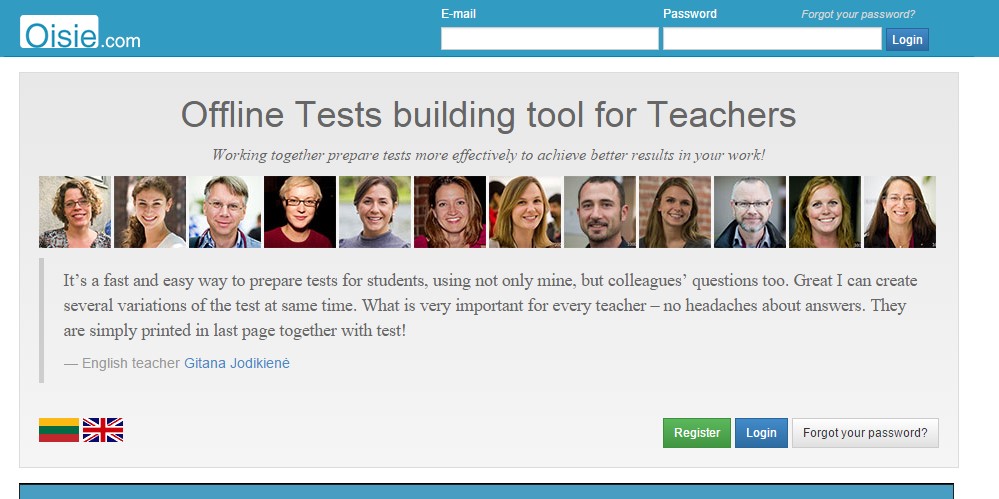 E-mail
Password
Forgot your password?
Oisie.com
Login
Offline Tests building tool for Teachers
Working together prepare tests more effectively to achieve better results in your work!
It’s a fast and easy way to prepare tests for students, using not only mine, but colleagues’ questions too. Great I can create
several variations of the test at same time. What is very important for every teacher – no headaches about answers. They
are simply printed in last page together with test!
— English teacher Gitana Jodikienė
Register
Login
Forgot your password?